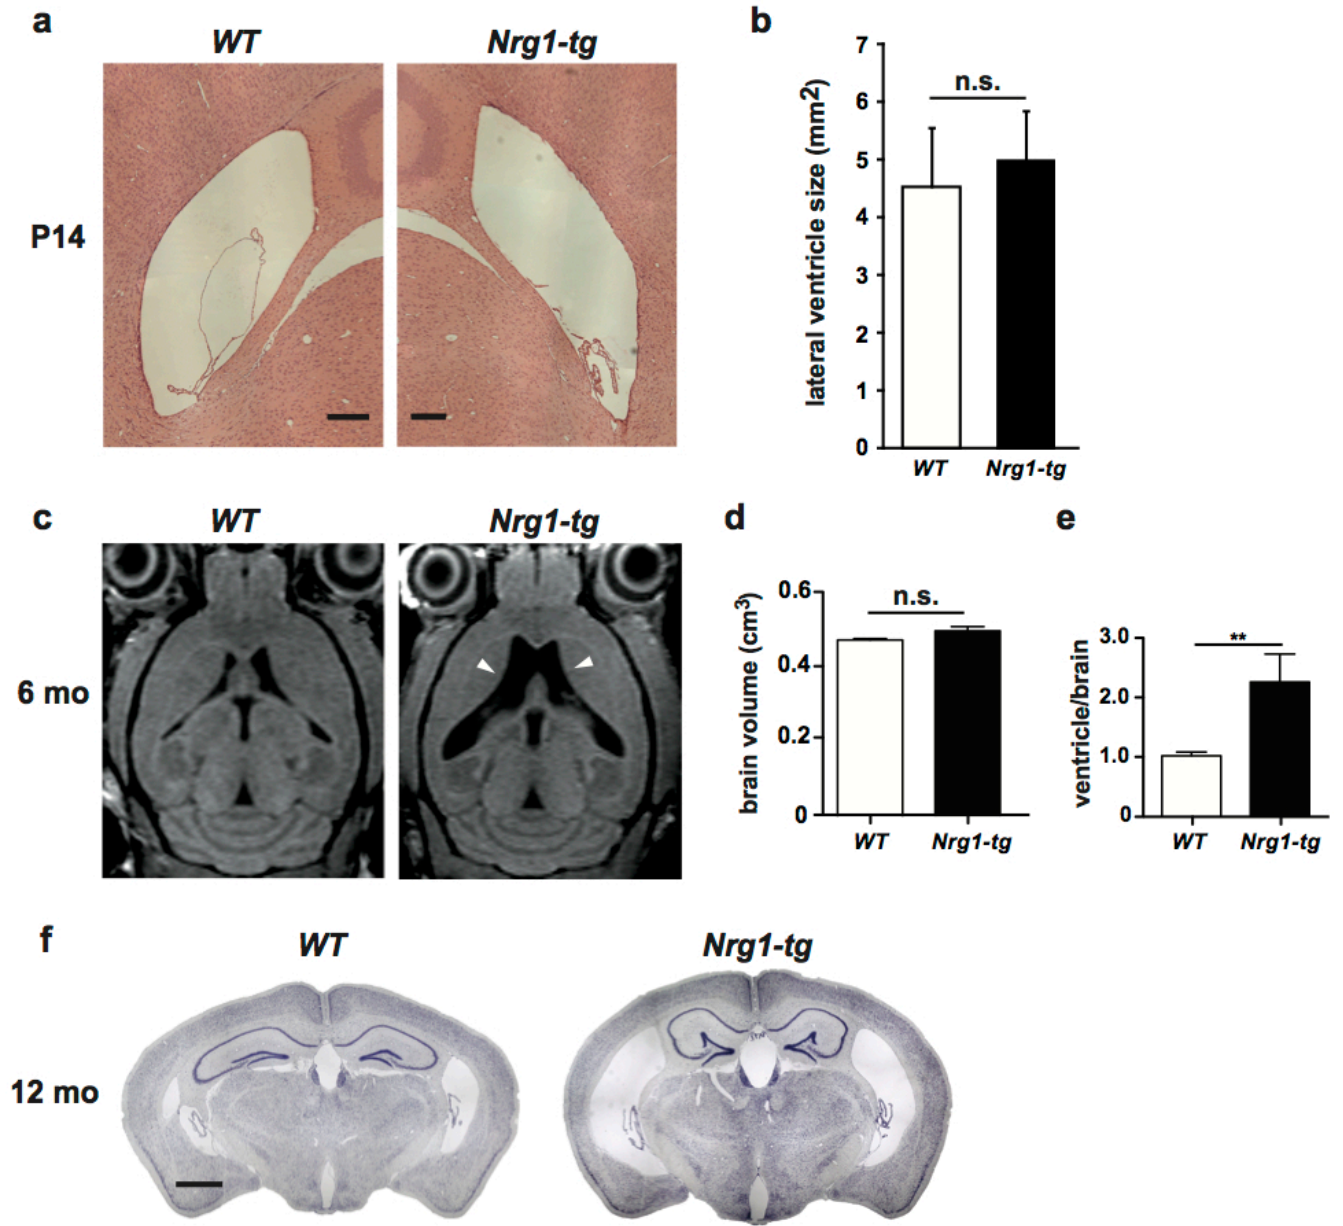 a
WT
Nrg1-tg
P14
b
lateral ventricle size (mm2)
7
6
5
4
3
2
1
0
n.s.
WT
Nrg1-tg
c
WT
Nrg1-tg
6 mo
d
brain volume (cm3)
0.6
0.4
0.2
0
n.s.
WT
Nrg1-tg
e
ventricle/brain
3.0
2.0
1.0
0
**
WT
Nrg1-tg
f
WT
Nrg1-tg
12 mo